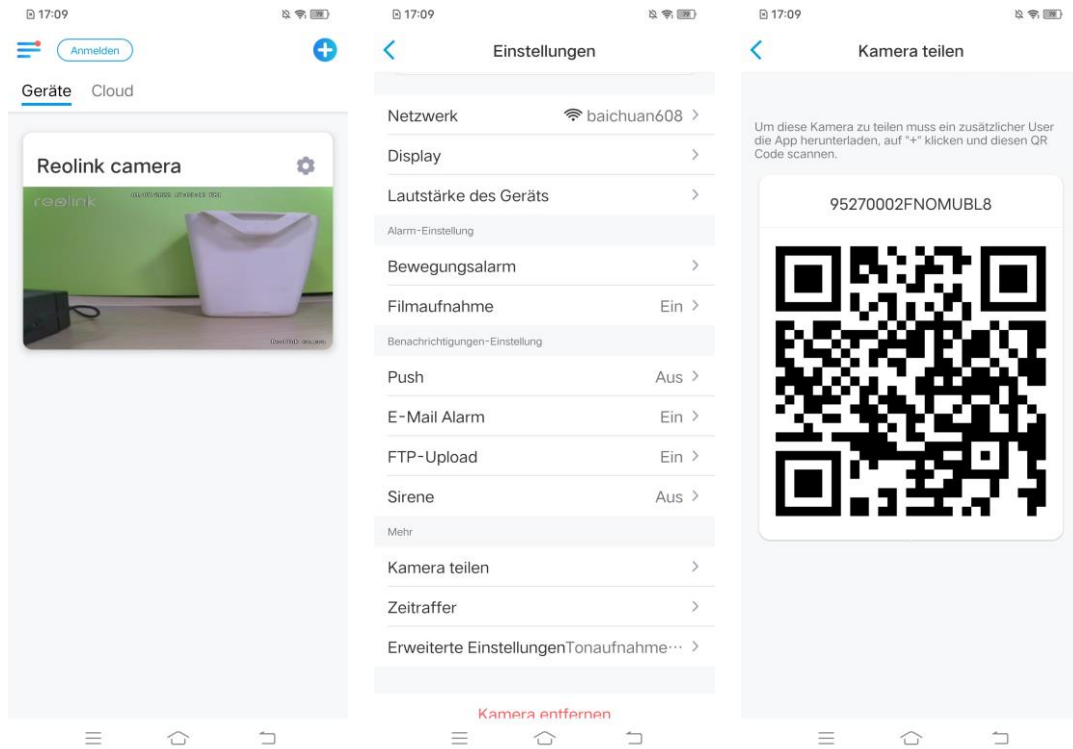 17:09
Anmelden
Geräte Cloud
Reolink camera
reolink
17:09
Einstellungen
Netzwerk baichuan608
Display
Lautstärke des Geräts
Alarm-Einstellung
Bewegungsalarm
Filmaufnahme Ein
Benachrichtigungen-Einstellung
Push Aus
E-Mail Alarm Ein
FTP-Upload Ein
Sirene Aus
Mehr
Kamera teilen
Zeitraffer
Erweiterte Einstellungen Tonaufnahme···
Kamera entfernen
17:09
Kamera teilen
Um diese Kamera zu teilen muss ein zusätzlicher User
die App herunterladen, auf "+" klicken und diesen QR
Code scannen.
95270002FNOMUBL8